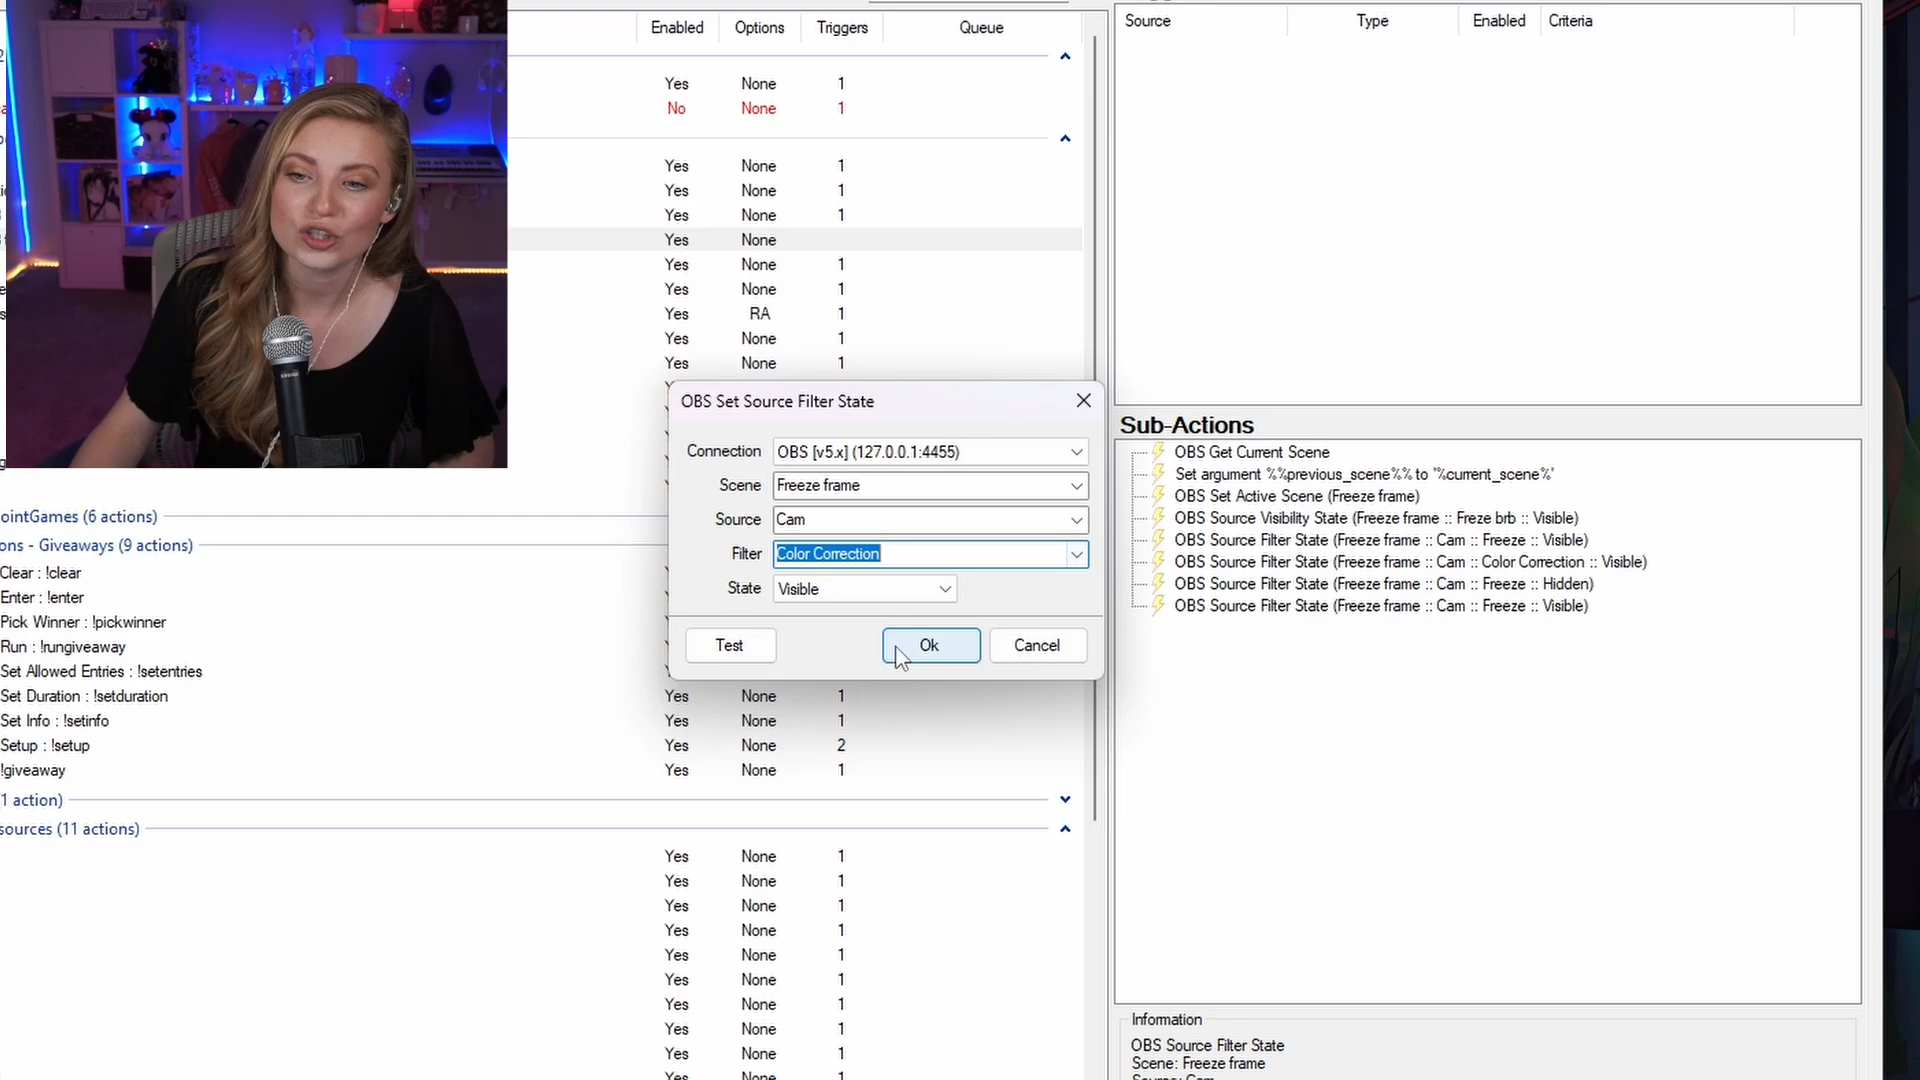 Enabled Options Triggers Queue
Yes None 1
No None 1
Yes None 1
Yes None 1
Yes None 1
Yes None
Yes None 1
Yes None 1
Yes RA 1
Yes None 1
Yes None 1
ointGames (6 actions)
ons - Giveaways (9 actions)
Clear : !clear
Enter : !enter
Pick Winner : !pickwinner
Run : !rungiveaway
Set Allowed Entries : !setentries
Set Duration : !setduration Yes None 1
Set Info : !setinfo Yes None 1
Setup : !setup Yes None 2
!giveaway Yes None 1
1 action)
sources (11 actions)
Yes None 1
Yes None 1
Yes None 1
Yes None 1
Yes None 1
Yes None 1
Yes None 1
Yes None 1
Yes None 1
Yes None 1
OBS Set Source Filter State
Connection OBS [v5.x] (127.0.0.1:4455)
Scene Freeze frame
Source Cam
Filter Color Correction
State Visible
Test Ok Cancel
Source Type Enabled Criteria
Sub-Actions
OBS Get Current Scene
Set argument %%previous_scene%% to '%current_scene%'
OBS Set Active Scene (Freeze frame)
OBS Source Visibility State (Freeze frame :: Freze brb :: Visible)
OBS Source Filter State (Freeze frame :: Cam :: Freeze :: Visible)
OBS Source Filter State (Freeze frame :: Cam :: Color Correction :: Visible)
OBS Source Filter State (Freeze frame :: Cam :: Freeze :: Hidden)
OBS Source Filter State (Freeze frame :: Cam :: Freeze :: Visible)
Information
OBS Source Filter State
Scene: Freeze frame